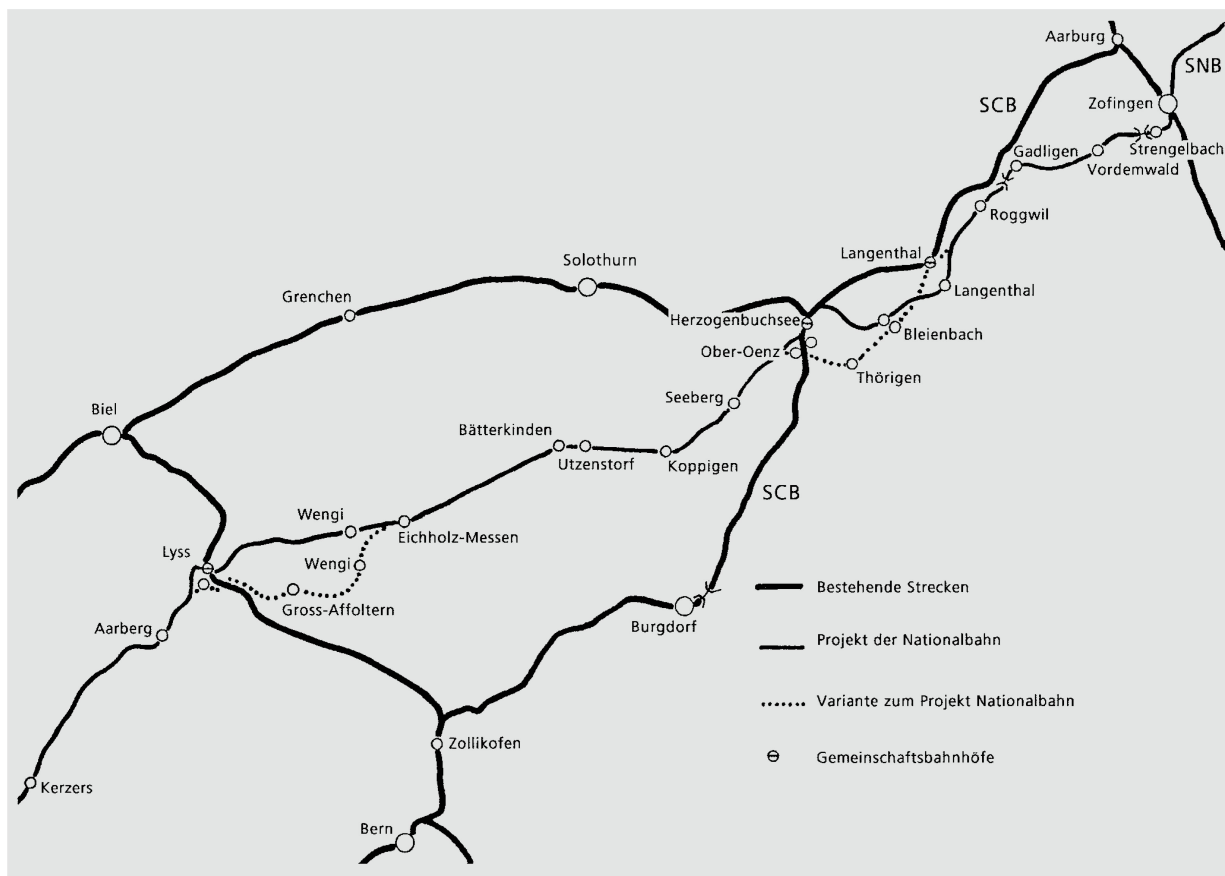 Aarburg
SNB
SCB
Zofingen
Strengelbach
Gadligen
Vordemwald
Roggwil
Langenthal
Langenthal
Solothurn
Grenchen
Herzogenbuchsee
Bleienbach
Ober-Oenz
Thörigen
Seeberg
Biel
Bätterkinden
Utzenstorf
Koppigen
SCB
Wengi
Eichholz-Messen
Lyss
Wengi
Gross-Affoltern
Burgdorf
Aarberg
Zollikofen
Kerzers
Bern
Bestehende Strecken
Projekt der Nationalbahn
Variante zum Projekt Nationalbahn
Gemeinschaftsbahnhöfe